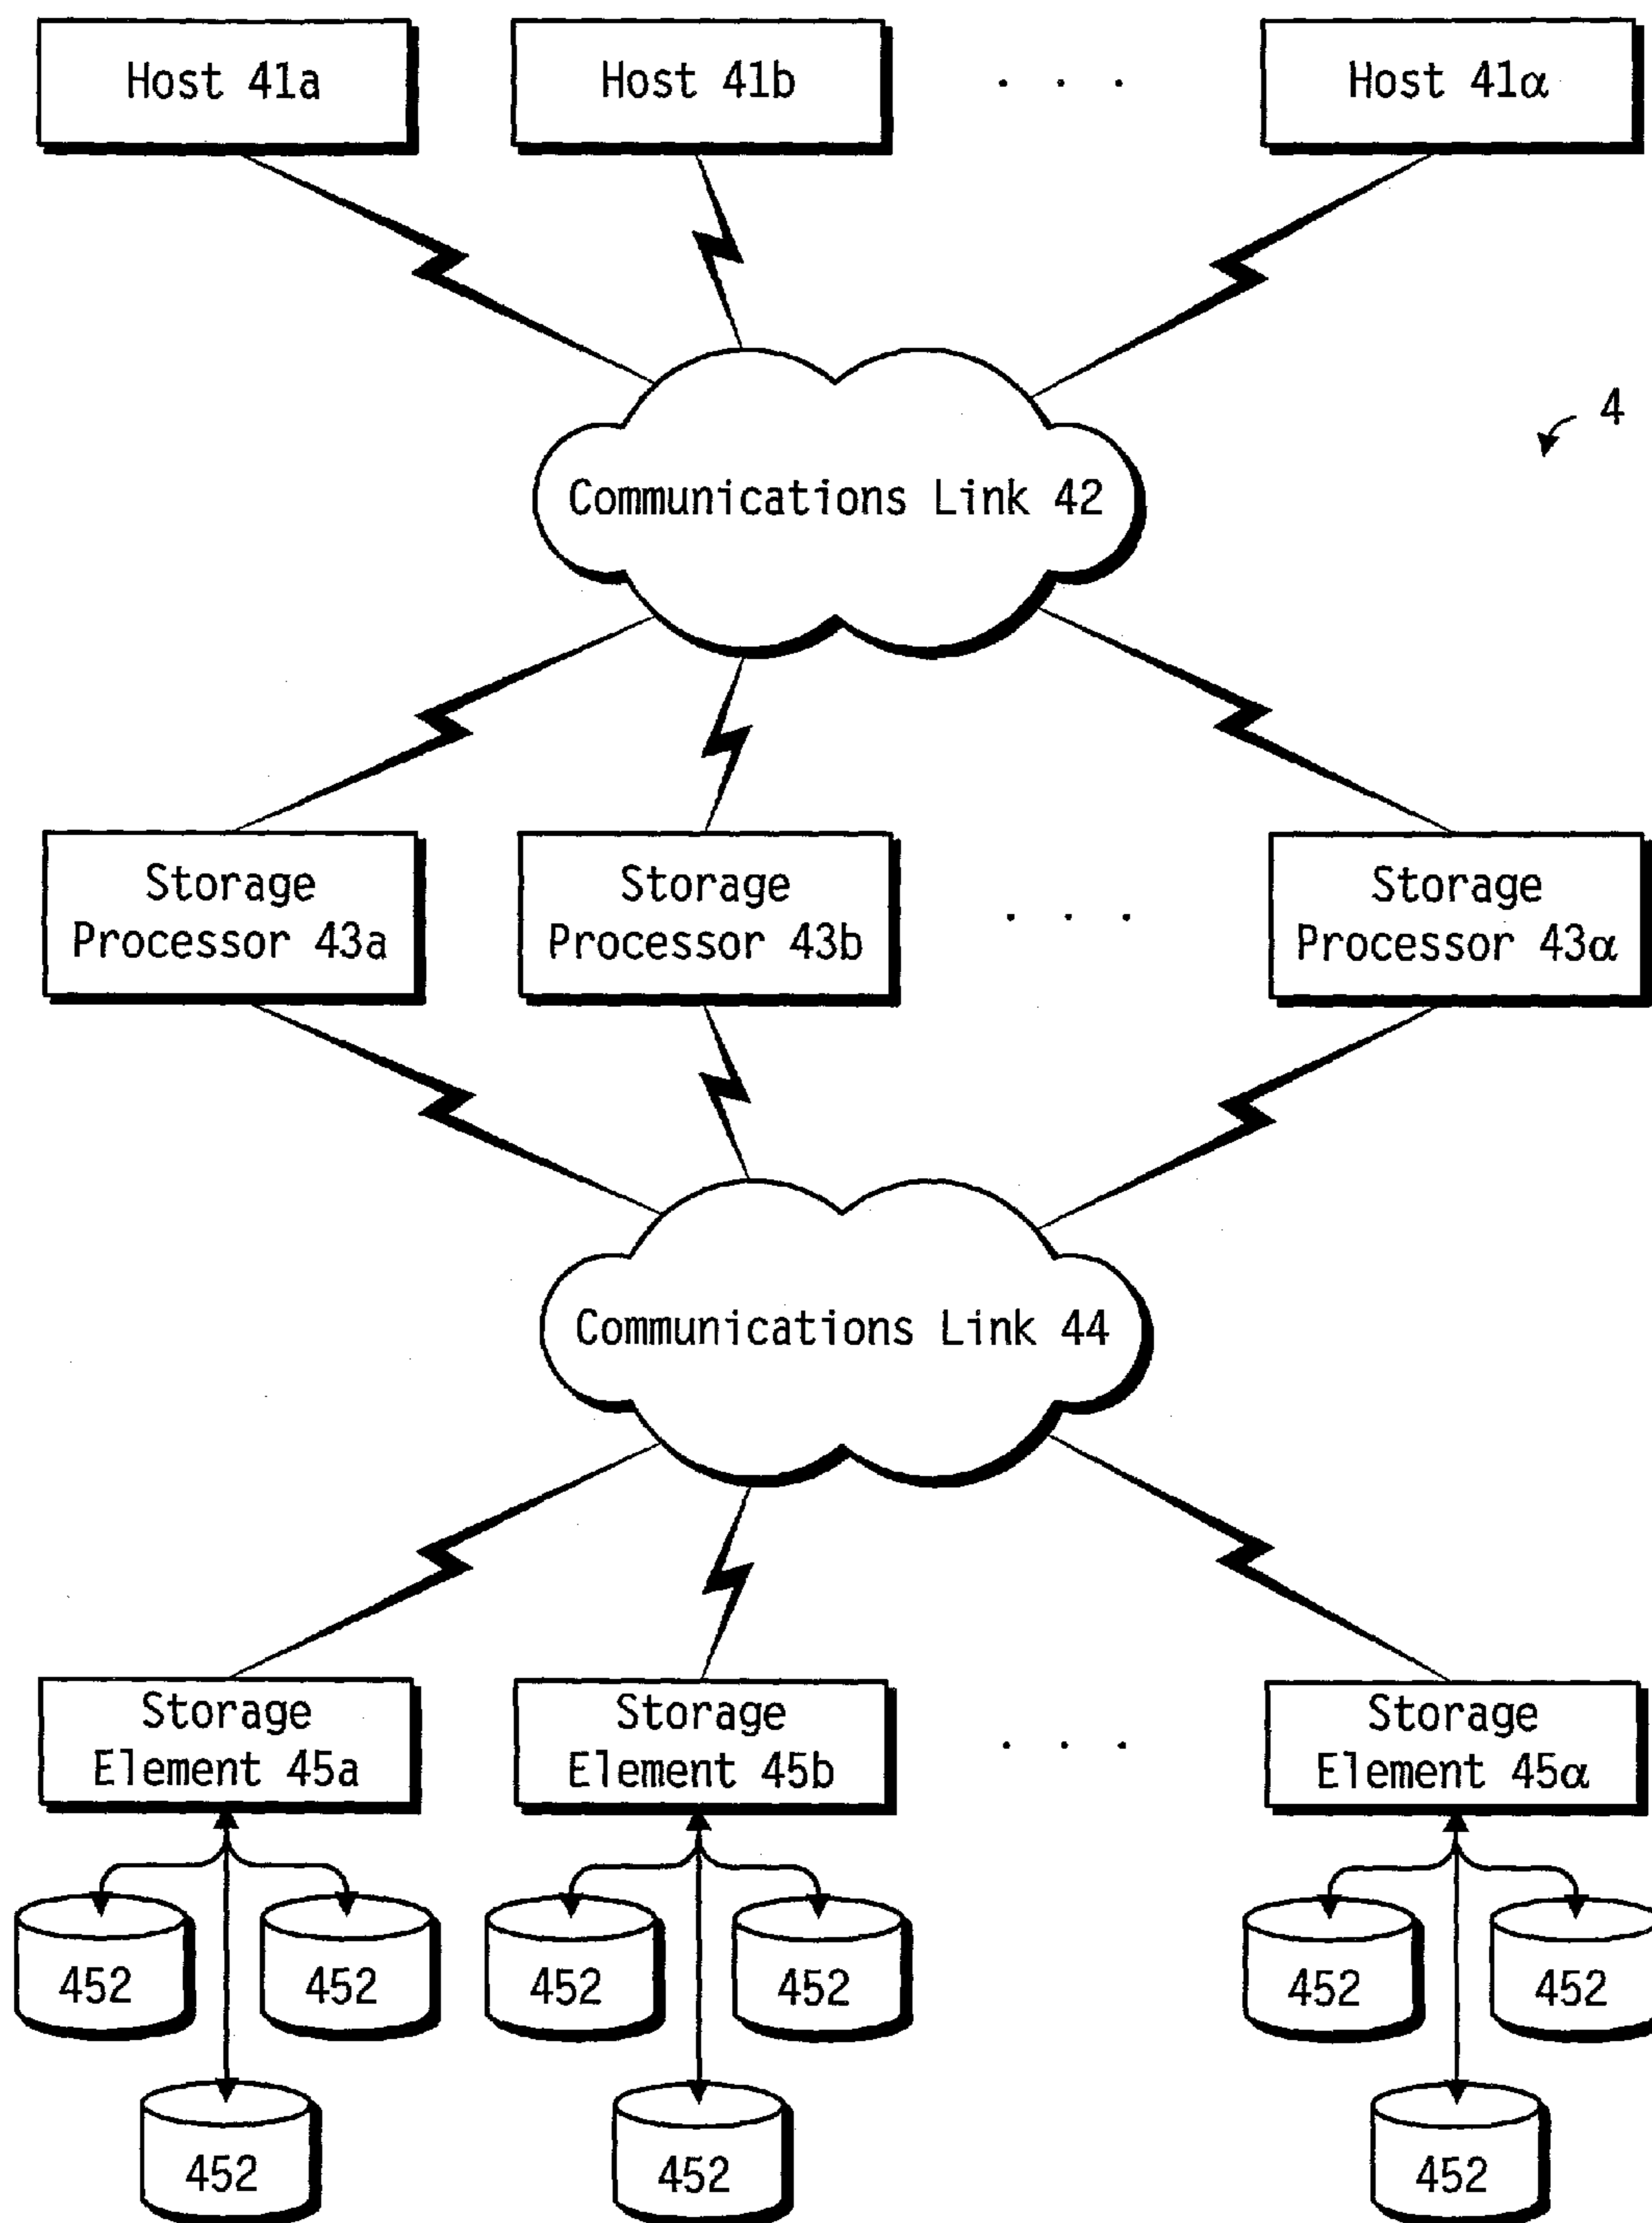 Host 41a
Host 41b
. . .
Host 41α
4
Communications Link 42
Storage
Processor 43a
Storage
Processor 43b
. . .
Storage
Processor 43α
Communications Link 44
Storage
Element 45a
Storage
Element 45b
. . .
Storage
Element 45α
452
452
452
452
452
452
452
452
452